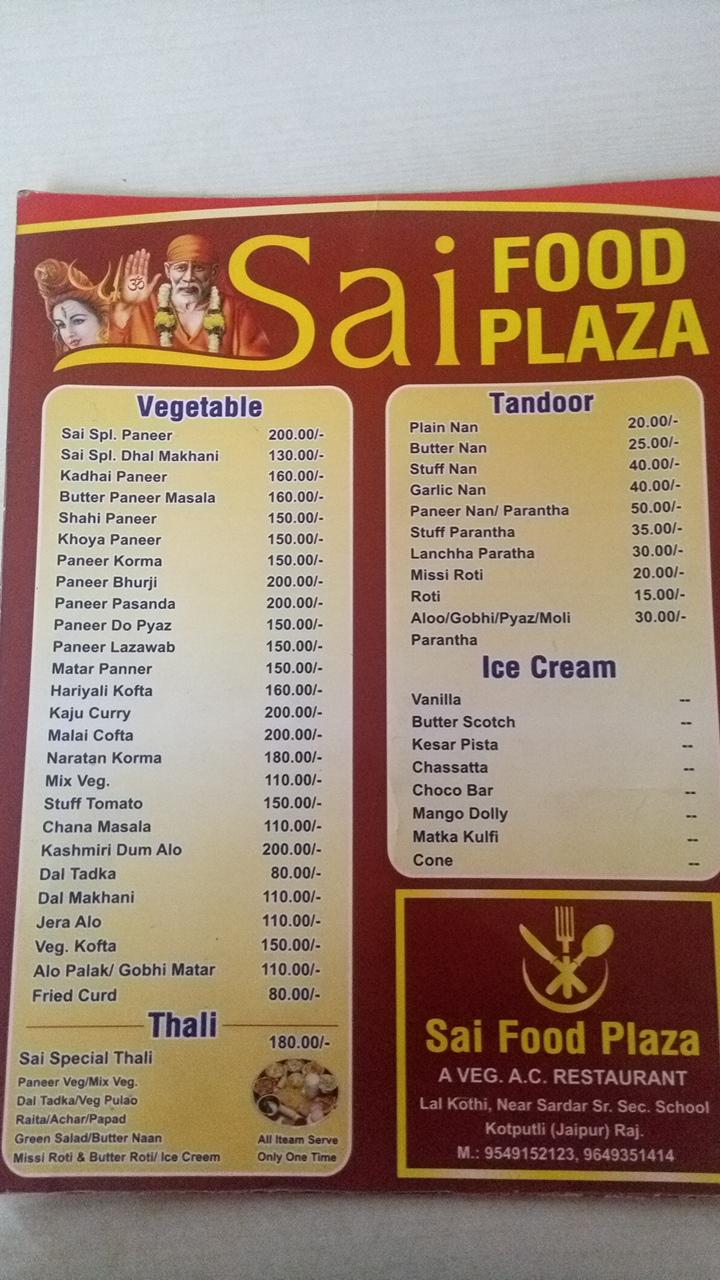 ॐ
Sai FOOD PLAZA
Vegetable
Sai Spl. Paneer 200.00/-
Sai Spl. Dhal Makhani 130.00/-
Kadhai Paneer 160.00/-
Butter Paneer Masala 160.00/-
Shahi Paneer 150.00/-
Khoya Paneer 150.00/-
Paneer Korma 150.00/-
Paneer Bhurji 200.00/-
Paneer Pasanda 200.00/-
Paneer Do Pyaz 150.00/-
Paneer Lazawab 150.00/-
Matar Panner 150.00/-
Hariyali Kofta 160.00/-
Kaju Curry 200.00/-
Malai Cofta 200.00/-
Naratan Korma 180.00/-
Mix Veg. 110.00/-
Stuff Tomato 150.00/-
Chana Masala 110.00/-
Kashmiri Dum Alo 200.00/-
Dal Tadka 80.00/-
Dal Makhani 110.00/-
Jera Alo 110.00/-
Veg. Kofta 150.00/-
Alo Palak/ Gobhi Matar 110.00/-
Fried Curd 80.00/-
Thali
Sai Special Thali 180.00/-
Paneer Veg/Mix Veg.
Dal Tadka/Veg Pulao
Raita/Achar/Papad
Green Salad/Butter Naan
Missi Roti & Butter Roti/ Ice Creem
All Iteam Serve
Only One Time
Tandoor
Plain Nan 20.00/-
Butter Nan 25.00/-
Stuff Nan 40.00/-
Garlic Nan 40.00/-
Paneer Nan/ Parantha 50.00/-
Stuff Parantha 35.00/-
Lanchha Paratha 30.00/-
Missi Roti 20.00/-
Roti 15.00/-
Aloo/Gobhi/Pyaz/Moli 30.00/-
Parantha
Ice Cream
Vanilla --
Butter Scotch --
Kesar Pista --
Chassatta --
Choco Bar --
Mango Dolly --
Matka Kulfi --
Cone --
Sai Food Plaza
A VEG. A.C. RESTAURANT
Lal Kothi, Near Sardar Sr. Sec. School
Kotputli (Jaipur) Raj.
M.: 9549152123, 9649351414